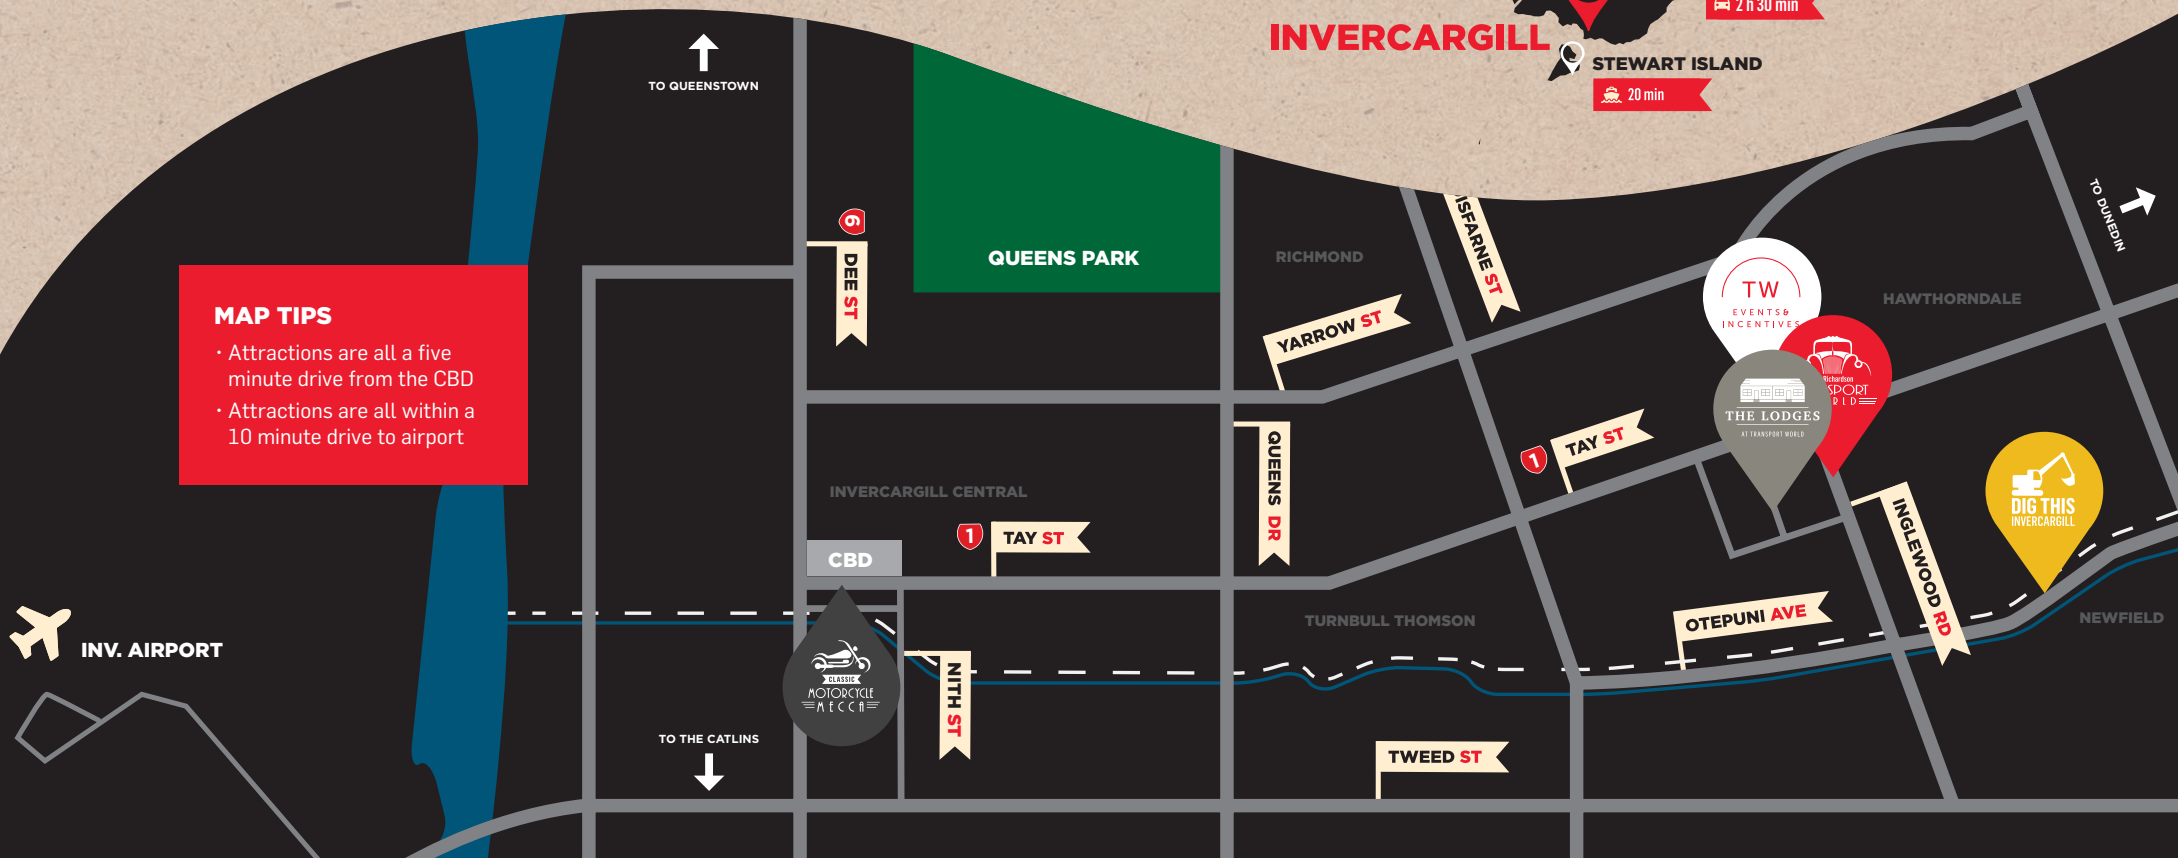 2 h 30 min
INVERCARGILL
STEWART ISLAND
20 min
TO QUEENSTOWN
6
DEE ST
QUEENS PARK
RICHMOND
ISFARNE ST
YARROW ST
TO DUNEDIN
HAWTHORNDALE
TW
EVENTS &
INCENTIVES
Richardson
SPORT
RLD
THE LODGES
AT TRANSPORT WORLD
MAP TIPS
· Attractions are all a five
minute drive from the CBD
· Attractions are all within a
10 minute drive to airport
INVERCARGILL CENTRAL
1
TAY ST
CBD
QUEENS DR
1
TAY ST
INGLEWOOD RD
DIG THIS
INVERCARGILL
INV. AIRPORT
CLASSIC
MOTORCYCLE
MECCA
NITH ST
TURNBULL THOMSON
OTEPUNI AVE
NEWFIELD
TO THE CATLINS
TWEED ST